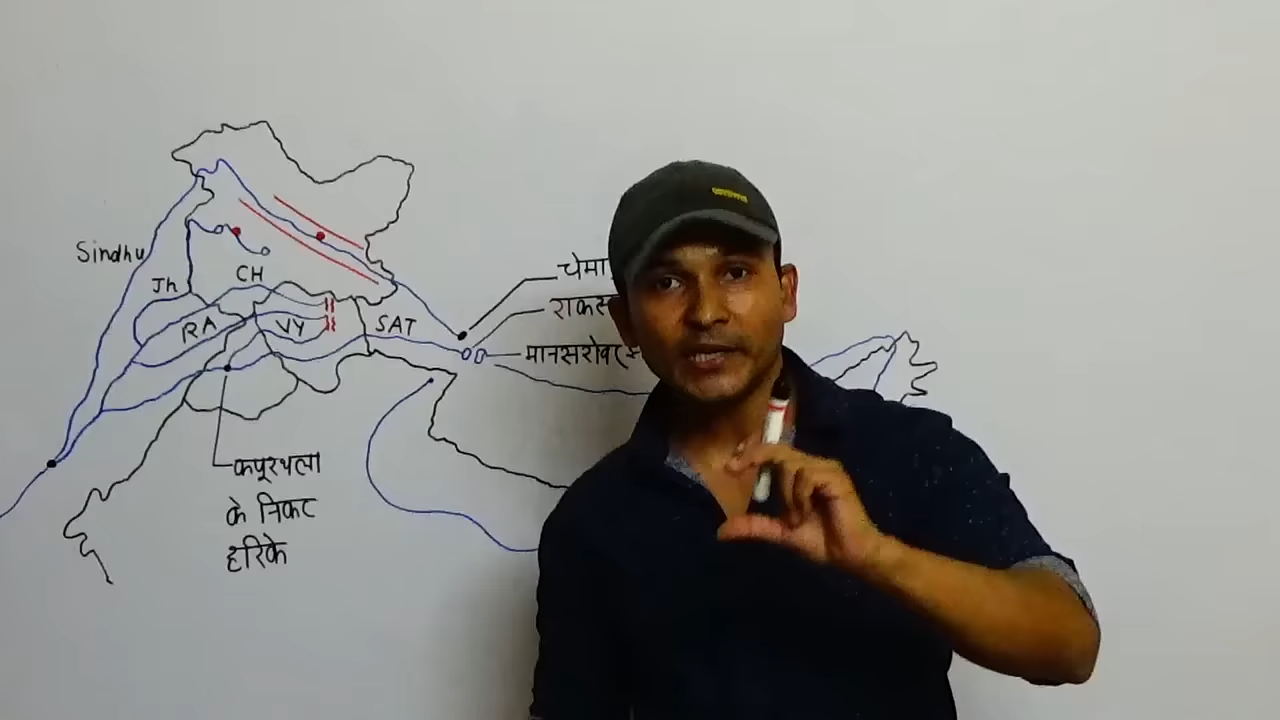 Sindhu
Jh
CH
RA
VY
SAT
चेमा
राकस
मानसरोवर
कपूरथला
के निकट
हरिके